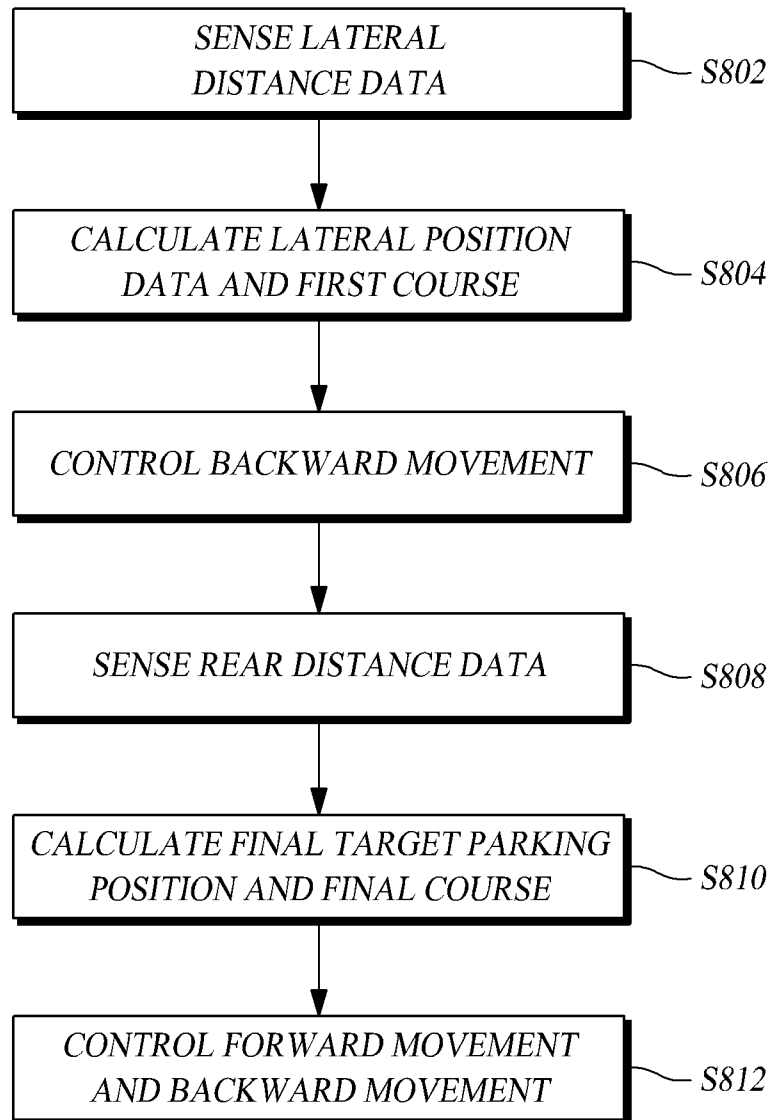 SENSE LATERAL
DISTANCE DATA
S802
CALCULATE LATERAL POSITION
DATA AND FIRST COURSE
S804
CONTROL BACKWARD MOVEMENT
S806
SENSE REAR DISTANCE DATA
S808
CALCULATE FINAL TARGET PARKING
POSITION AND FINAL COURSE
S810
CONTROL FORWARD MOVEMENT
AND BACKWARD MOVEMENT
S812